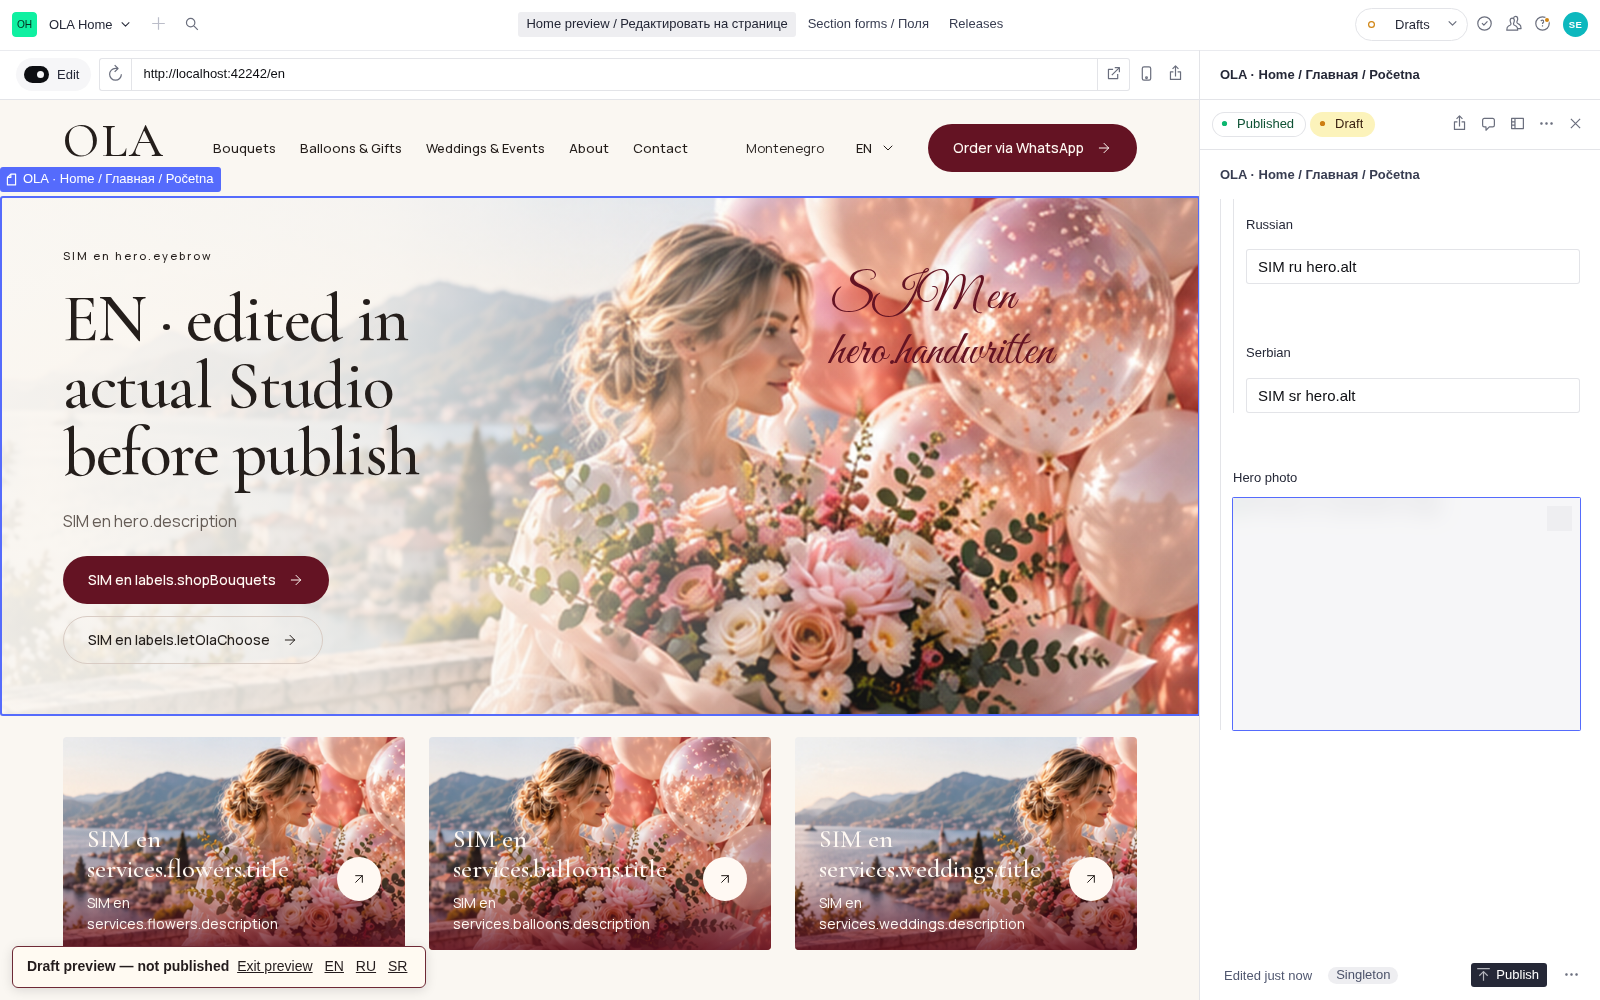 OH OLA Home Home preview / Редактировать на странице Section forms / Поля Releases Drafts SE
Edit http://localhost:42242/en
OLA · Home / Главная / Početna
Published Draft
OLA · Home / Главная / Početna
Russian
SIM ru hero.alt
Serbian
SIM sr hero.alt
Hero photo
Edited just now Singleton Publish
OLA Bouquets Balloons & Gifts Weddings & Events About Contact Montenegro EN Order via WhatsApp
OLA · Home / Главная / Početna
SIM en hero.eyebrow
EN · edited in
actual Studio
before publish
SIM en
hero.handwritten
SIM en hero.description
SIM en labels.shopBouquets
SIM en labels.letOlaChoose
SIM en
services.flowers.title
SIM en
services.flowers.description
SIM en
services.balloons.title
SIM en
services.balloons.description
SIM en
services.weddings.title
SIM en
services.weddings.description
Draft preview — not published Exit preview EN RU SR